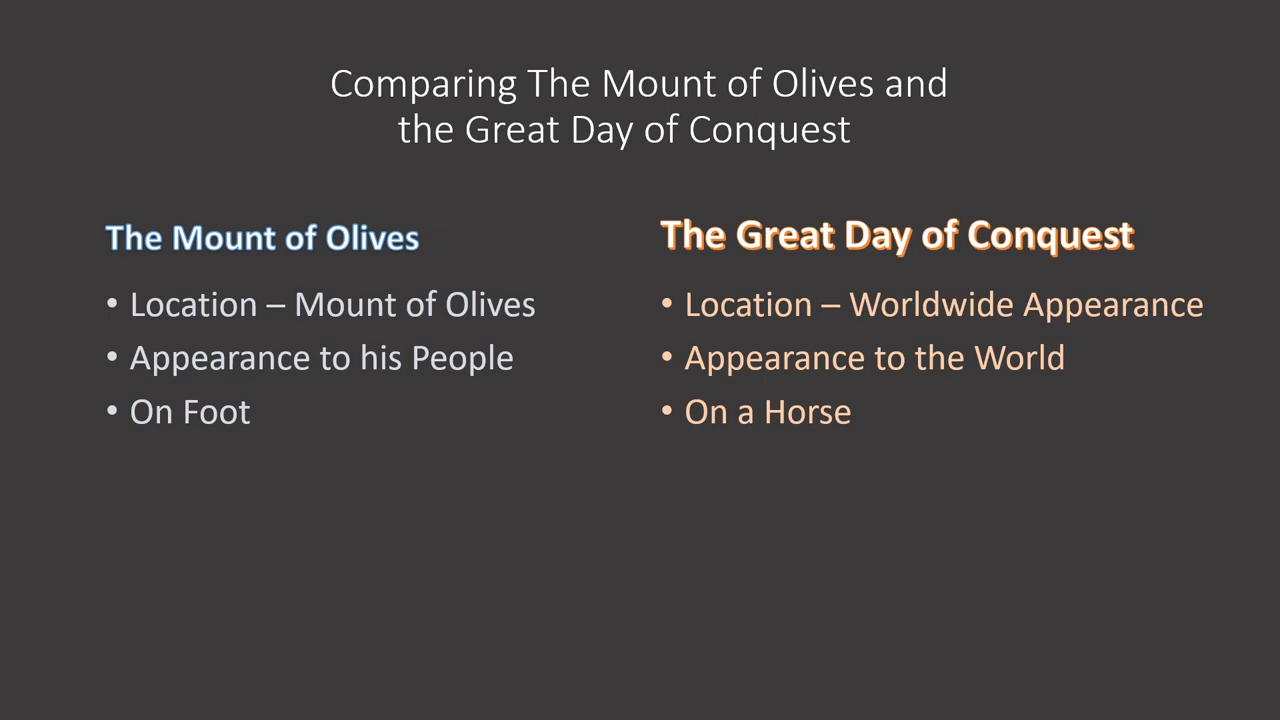 Comparing The Mount of Olives and
the Great Day of Conquest
The Mount of Olives
• Location – Mount of Olives
• Appearance to his People
• On Foot
The Great Day of Conquest
• Location – Worldwide Appearance
• Appearance to the World
• On a Horse